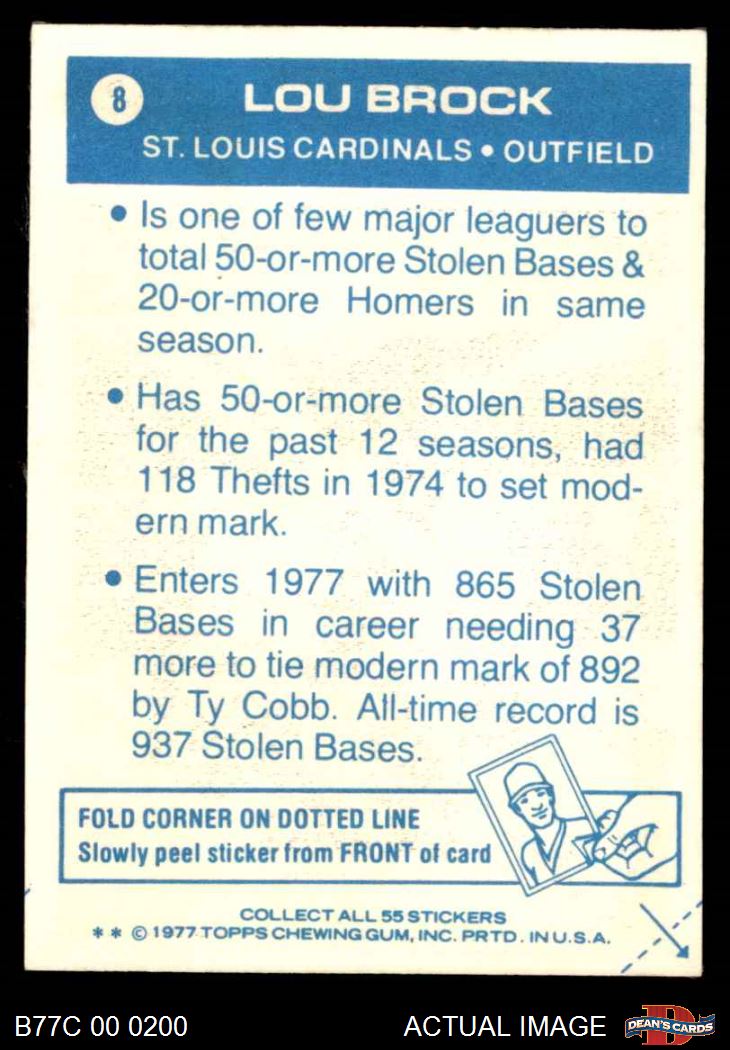 8
LOU BROCK
ST. LOUIS CARDINALS • OUTFIELD
• Is one of few major leaguers to
total 50-or-more Stolen Bases &
20-or-more Homers in same
season.
• Has 50-or-more Stolen Bases
for the past 12 seasons, had
118 Thefts in 1974 to set mod-
ern mark.
• Enters 1977 with 865 Stolen
Bases in career needing 37
more to tie modern mark of 892
by Ty Cobb. All-time record is
937 Stolen Bases.
FOLD CORNER ON DOTTED LINE
Slowly peel sticker from FRONT of card
COLLECT ALL 55 STICKERS
* * © 1977 TOPPS CHEWING GUM, INC. PRTD. IN U.S.A.
B77C 00 0200
ACTUAL IMAGE
D
DEAN'S CARDS